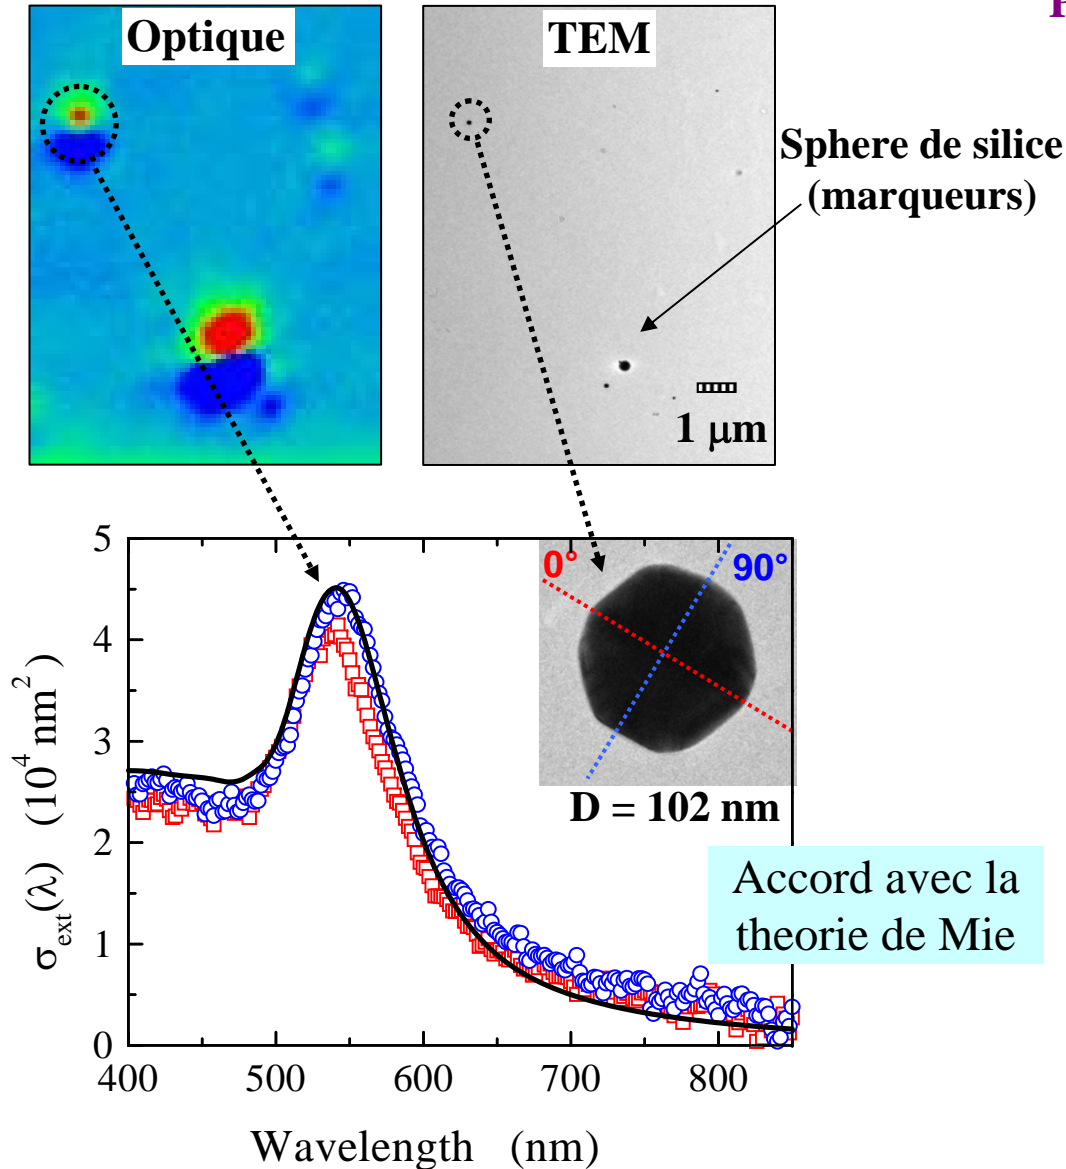 Optique
TEM
Sphere de silice
(marqueurs)
1 μm
5
4
3
2
1
0
σext(λ) (10⁴ nm²)
0°
90°
D = 102 nm
Accord avec la
theorie de Mie
400
500
600
700
800
Wavelength (nm)